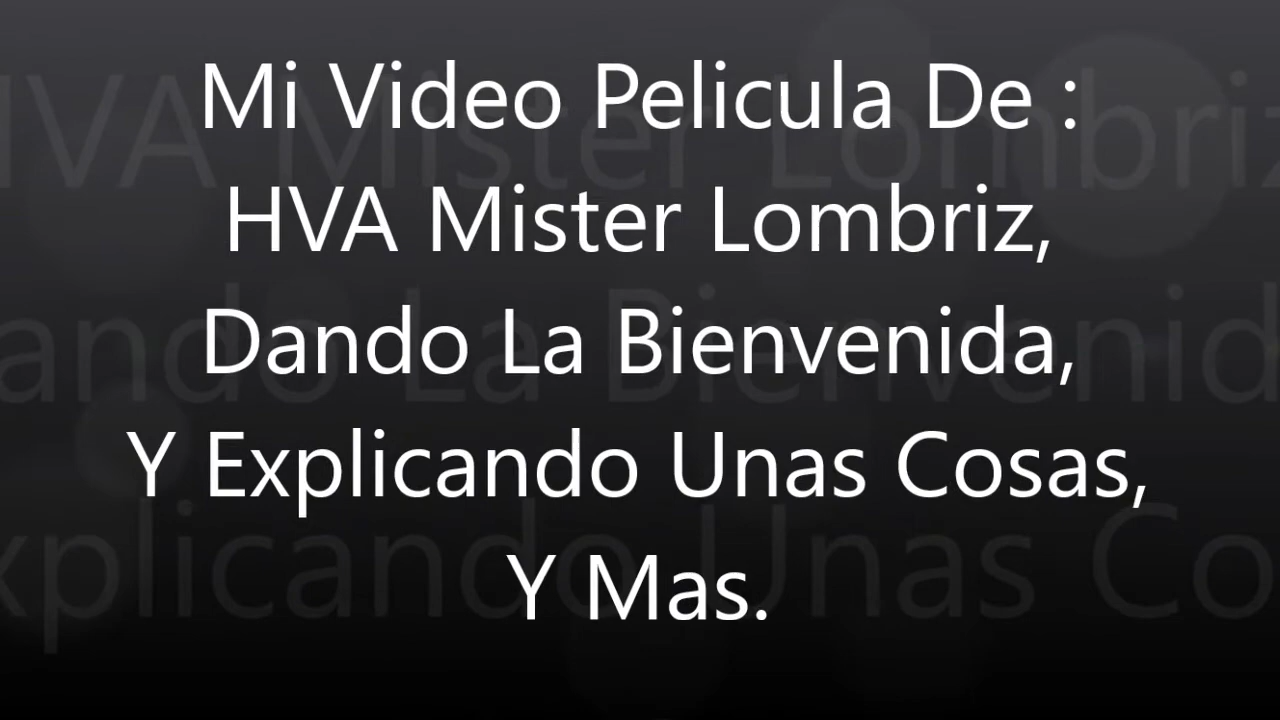 Mi Video Pelicula De :
HVA Mister Lombriz,
Dando La Bienvenida,
Y Explicando Unas Cosas,
Y Mas.